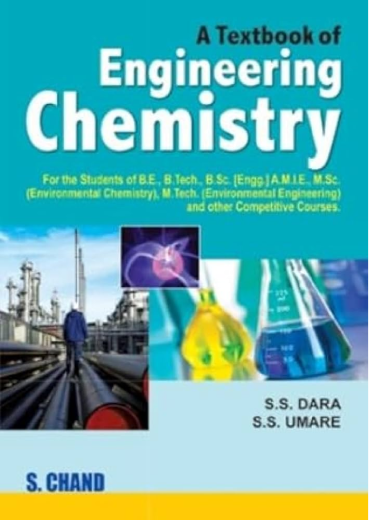 A Textbook of
Engineering
Chemistry
For the Students of B.E., B.Tech., B.Sc. [Engg.] A.M.I.E., M.Sc.
(Environmental Chemistry), M.Tech. (Environmental Engineering)
and other Competitive Courses.
S.S. DARA
S.S. UMARE
S. CHAND